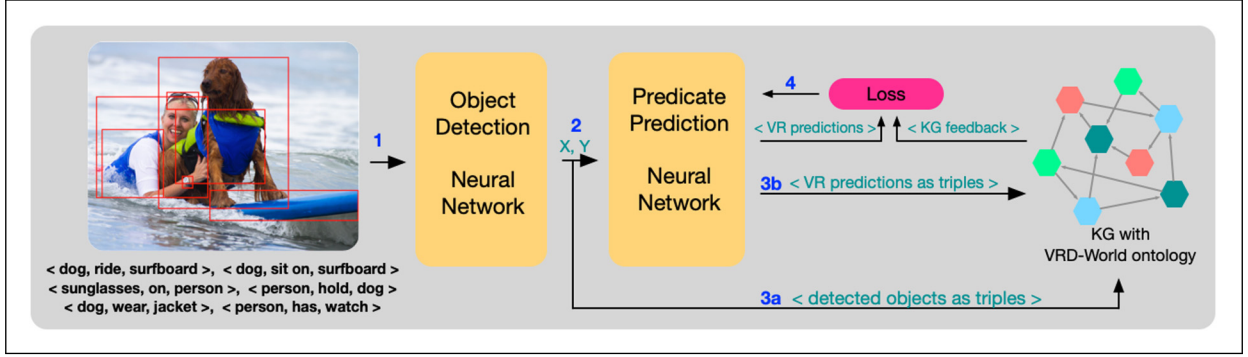 1
Object
Detection
Neural
Network
2
X, Y
Predicate
Prediction
Neural
Network
4
Loss
< VR predictions >
< KG feedback >
3b < VR predictions as triples >
KG with
VRD-World ontology
3a < detected objects as triples >
< dog, ride, surfboard >, < dog, sit on, surfboard >
< sunglasses, on, person >, < person, hold, dog >
< dog, wear, jacket >, < person, has, watch >